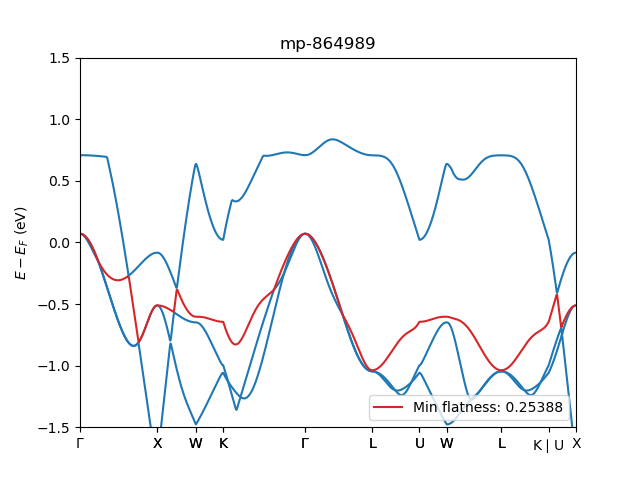 mp-864989
1.5
1.0
0.5
0.0
−0.5
−1.0
−1.5
E − E_F (eV)
Min flatness: 0.25388
Γ X W K Γ L U W L K | U X